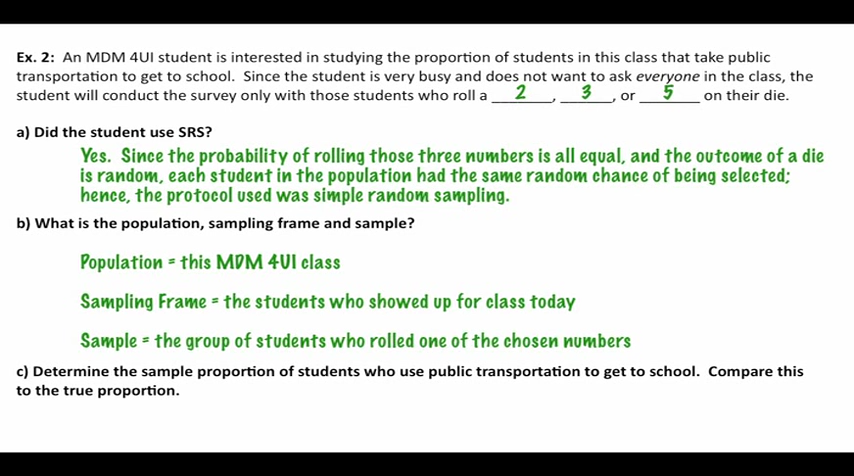 Ex. 2: An MDM 4UI student is interested in studying the proportion of students in this class that take public
transportation to get to school. Since the student is very busy and does not want to ask everyone in the class, the
student will conduct the survey only with those students who roll a 2, 3, or 5 on their die.
a) Did the student use SRS?
Yes. Since the probability of rolling those three numbers is all equal, and the outcome of a die
is random, each student in the population had the same random chance of being selected;
hence, the protocol used was simple random sampling.
b) What is the population, sampling frame and sample?
Population = this MDM 4UI class
Sampling Frame = the students who showed up for class today
Sample = the group of students who rolled one of the chosen numbers
c) Determine the sample proportion of students who use public transportation to get to school. Compare this
to the true proportion.